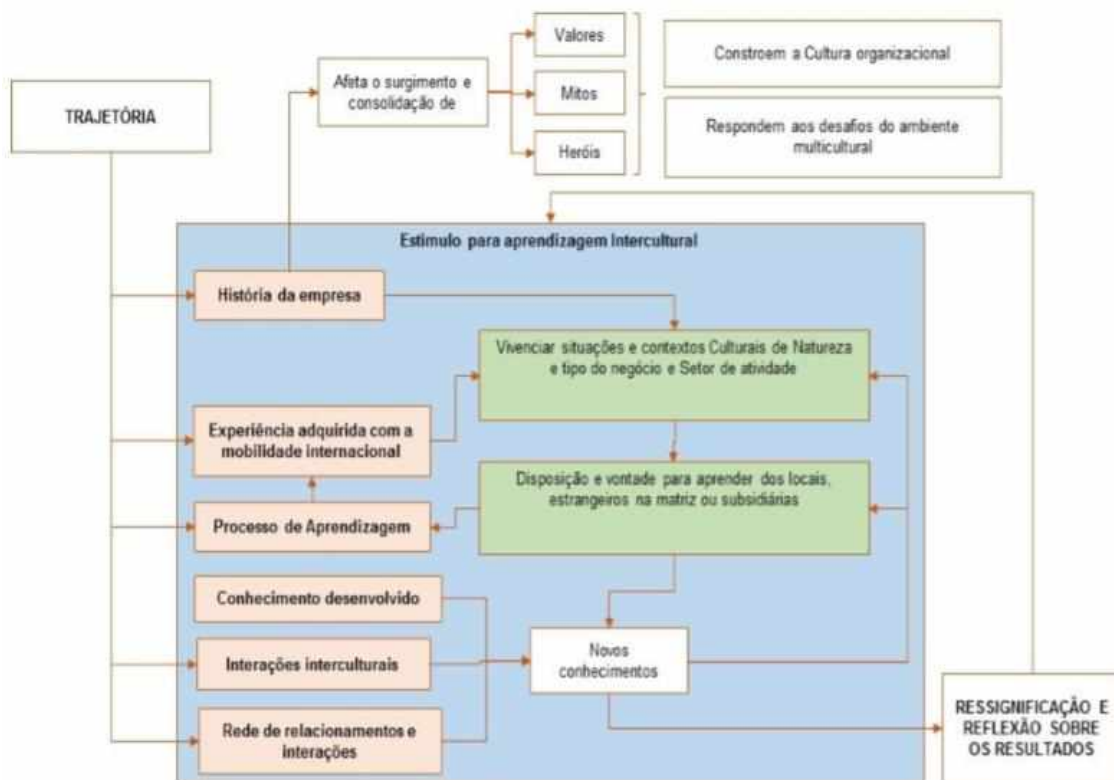 TRAJETÓRIA
Afeta o surgimento e
consolidação de
Valores
Mitos
Heróis
Constroem a Cultura organizacional
Respondem aos desafios do ambiente
multicultural
Estimulo para aprendizagem Intercultural
História da empresa
Vivenciar situações e contextos Culturais de Natureza
e tipo do negócio e Setor de atividade
Experiência adquirida com a
mobilidade internacional
Disposição e vontade para aprender dos locais,
estrangeiros na matriz ou subsidiárias
Processo de Aprendizagem
Conhecimento desenvolvido
Interações interculturais
Novos
conhecimentos
Rede de relacionamentos e
interações
RESSIGNIFICAÇÃO E
REFLEXÃO SOBRE
OS RESULTADOS